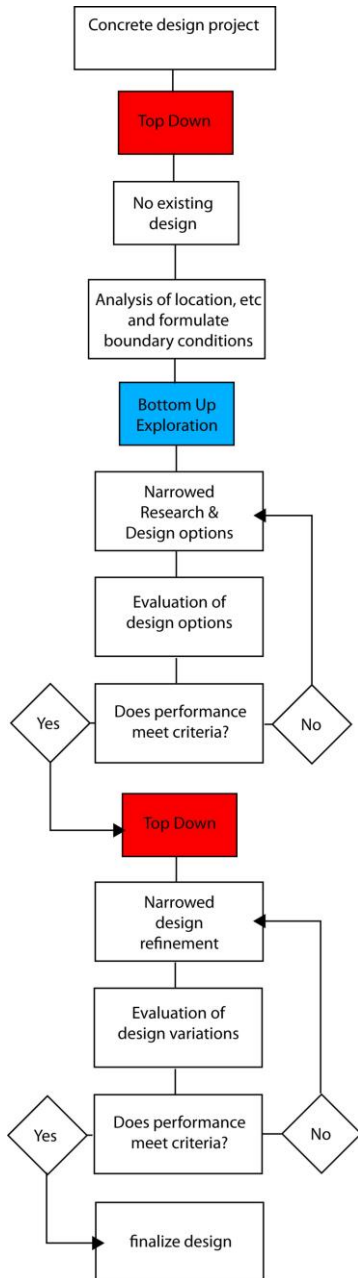 Concrete design project
Top Down
No existing
design
Analysis of location, etc
and formulate
boundary conditions
Bottom Up
Exploration
Narrowed
Research &
Design options
Evaluation of
design options
Yes
Does performance
meet criteria?
No
Top Down
Narrowed
design
refinement
Evaluation of
design variations
Yes
Does performance
meet criteria?
No
finalize design